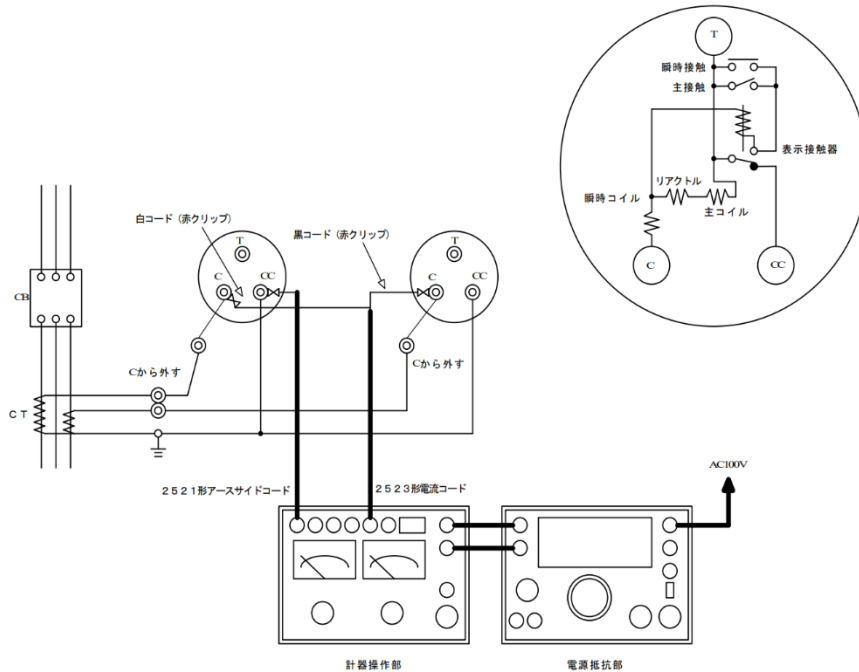 T
瞬時接触
主接触
表示接触器
リアクトル
瞬時コイル
主コイル
C
CC
白コード（赤クリップ）
黒コード（赤クリップ）
T
C
CC
T
C
CC
CB
Cから外す
Cから外す
CT
AC100V
2521形アースサイドコード
2523形電流コード
計器操作部
電源抵抗部